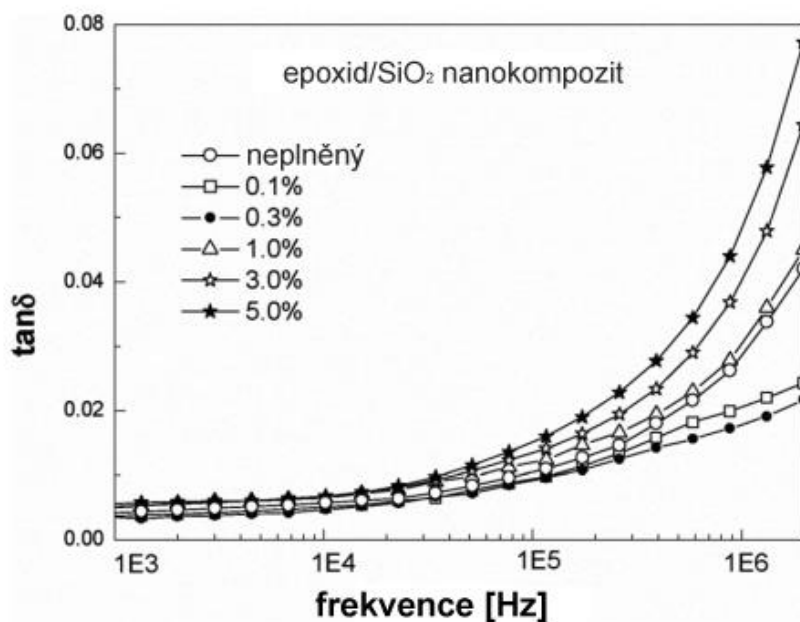 0.08
epoxid/SiO₂ nanokompozit
0.06
neplněný
0.1%
0.3%
1.0%
3.0%
5.0%
0.04
tanδ
0.02
0.00
1E3 1E4 1E5 1E6
frekvence [Hz]